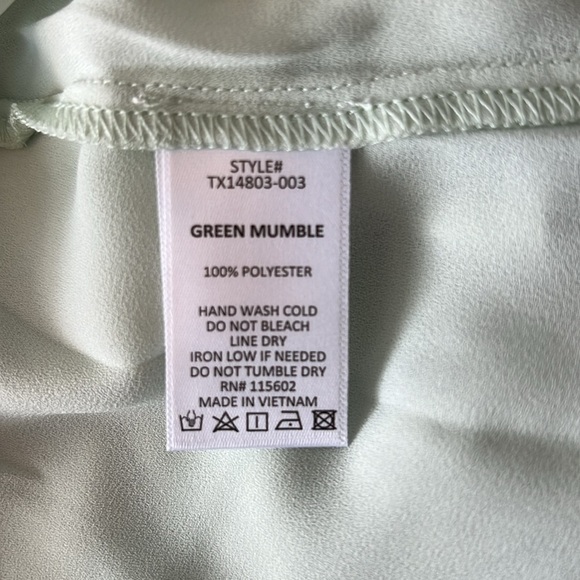 STYLE#
TX14803-003
GREEN MUMBLE
100% POLYESTER
HAND WASH COLD
DO NOT BLEACH
LINE DRY
IRON LOW IF NEEDED
DO NOT TUMBLE DRY
RN# 115602
MADE IN VIETNAM